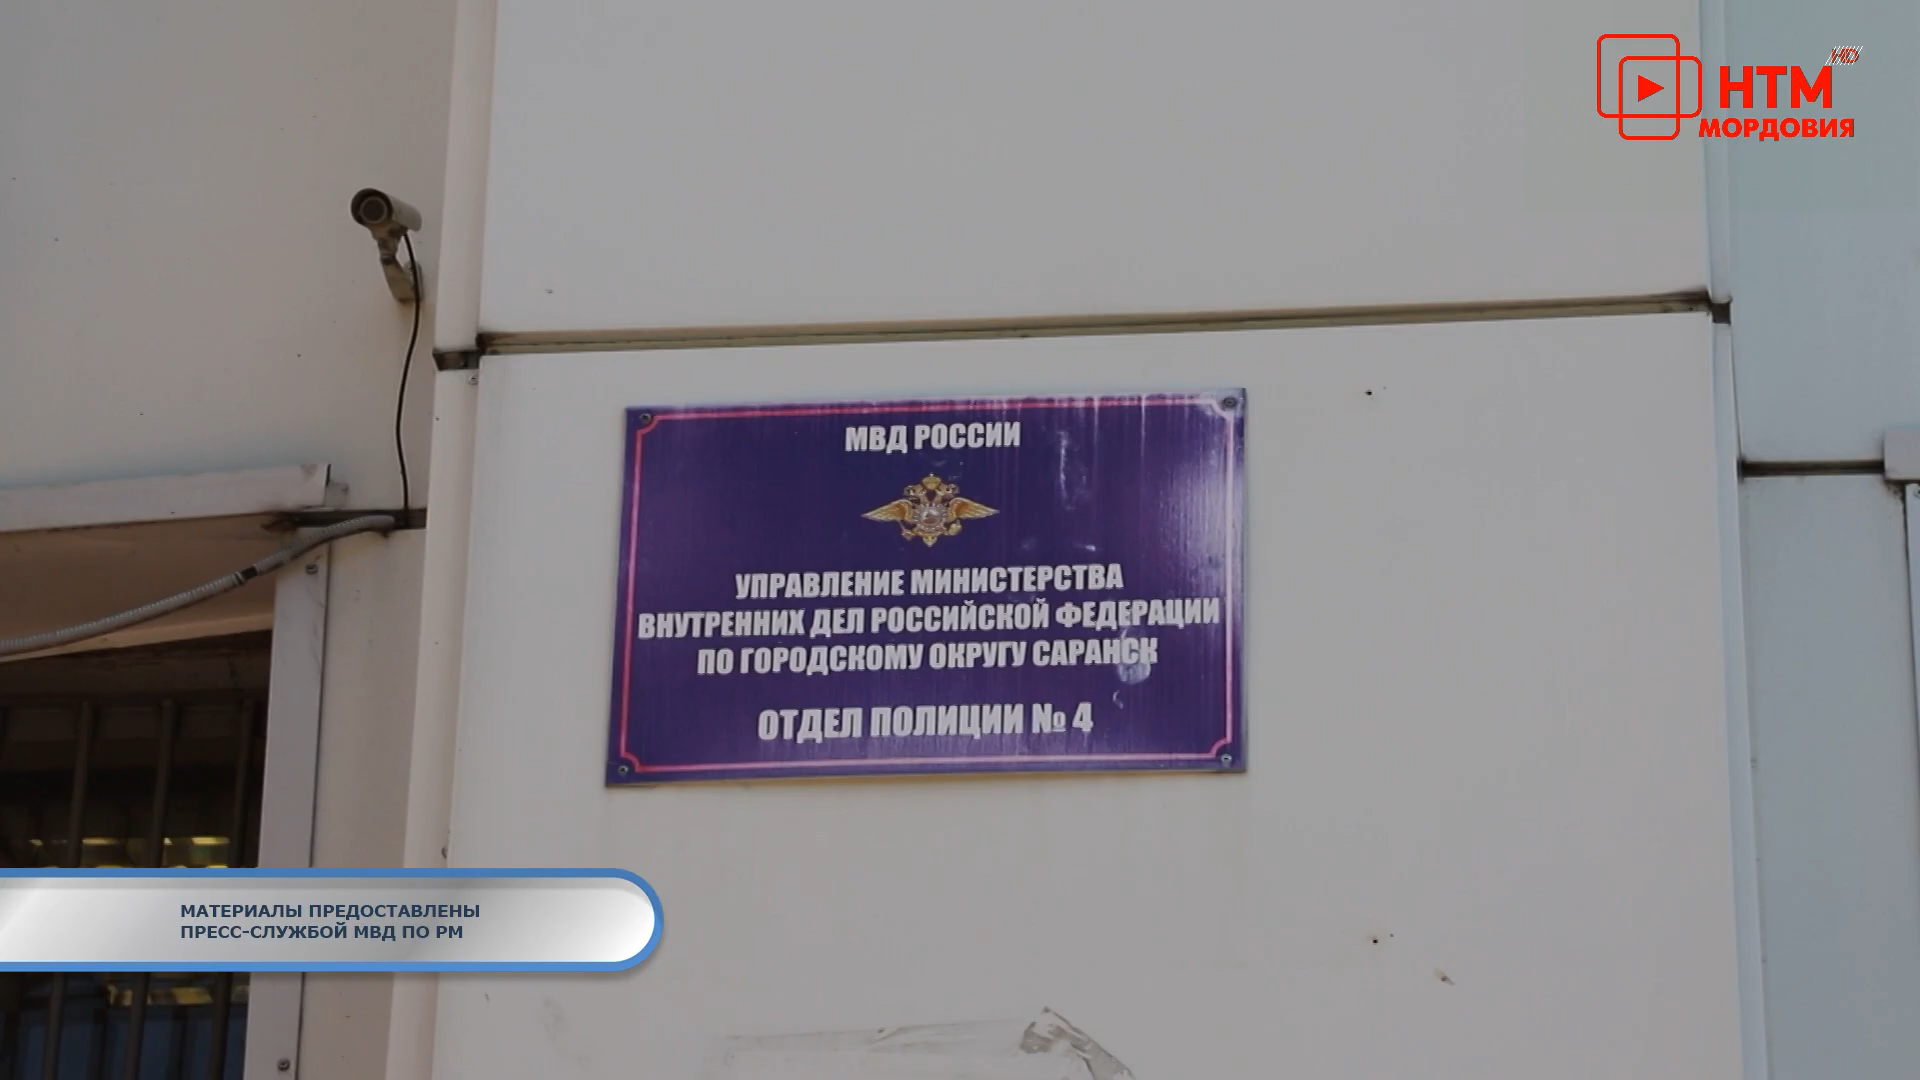 HD
НТМ
МОРДОВИЯ
МВД РОССИИ
УПРАВЛЕНИЕ МИНИСТЕРСТВА
ВНУТРЕННИХ ДЕЛ РОССИЙСКОЙ ФЕДЕРАЦИИ
ПО ГОРОДСКОМУ ОКРУГУ САРАНСК
ОТДЕЛ ПОЛИЦИИ № 4
МАТЕРИАЛЫ ПРЕДОСТАВЛЕНЫ
ПРЕСС-СЛУЖБОЙ МВД ПО РМ